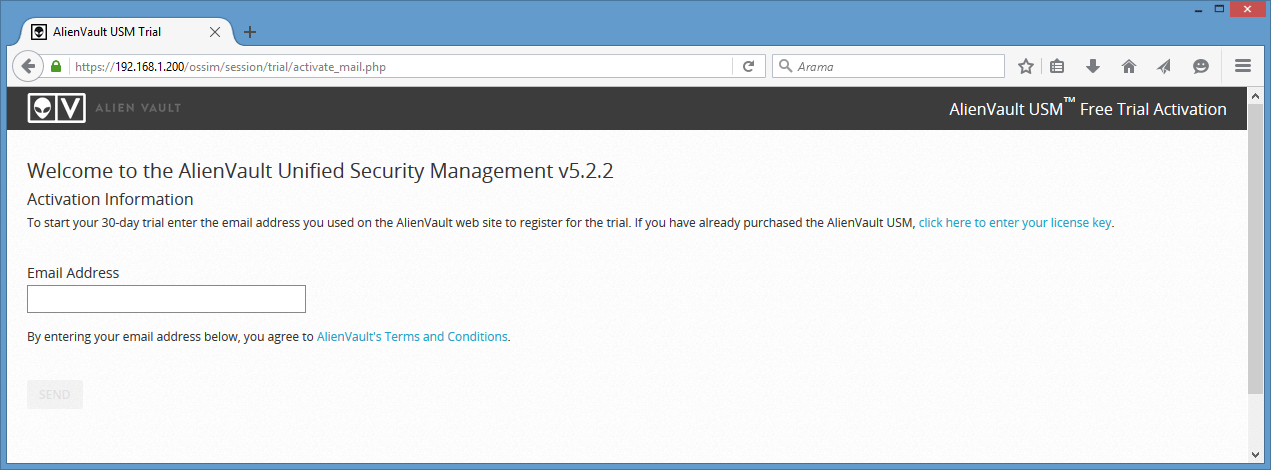 AlienVault USM Trial
https://192.168.1.200/ossim/session/trial/activate_mail.php
Arama
ALIEN VAULT
AlienVault USM™ Free Trial Activation
Welcome to the AlienVault Unified Security Management v5.2.2
Activation Information
To start your 30-day trial enter the email address you used on the AlienVault web site to register for the trial. If you have already purchased the AlienVault USM, click here to enter your license key.
Email Address
By entering your email address below, you agree to AlienVault's Terms and Conditions.
SEND